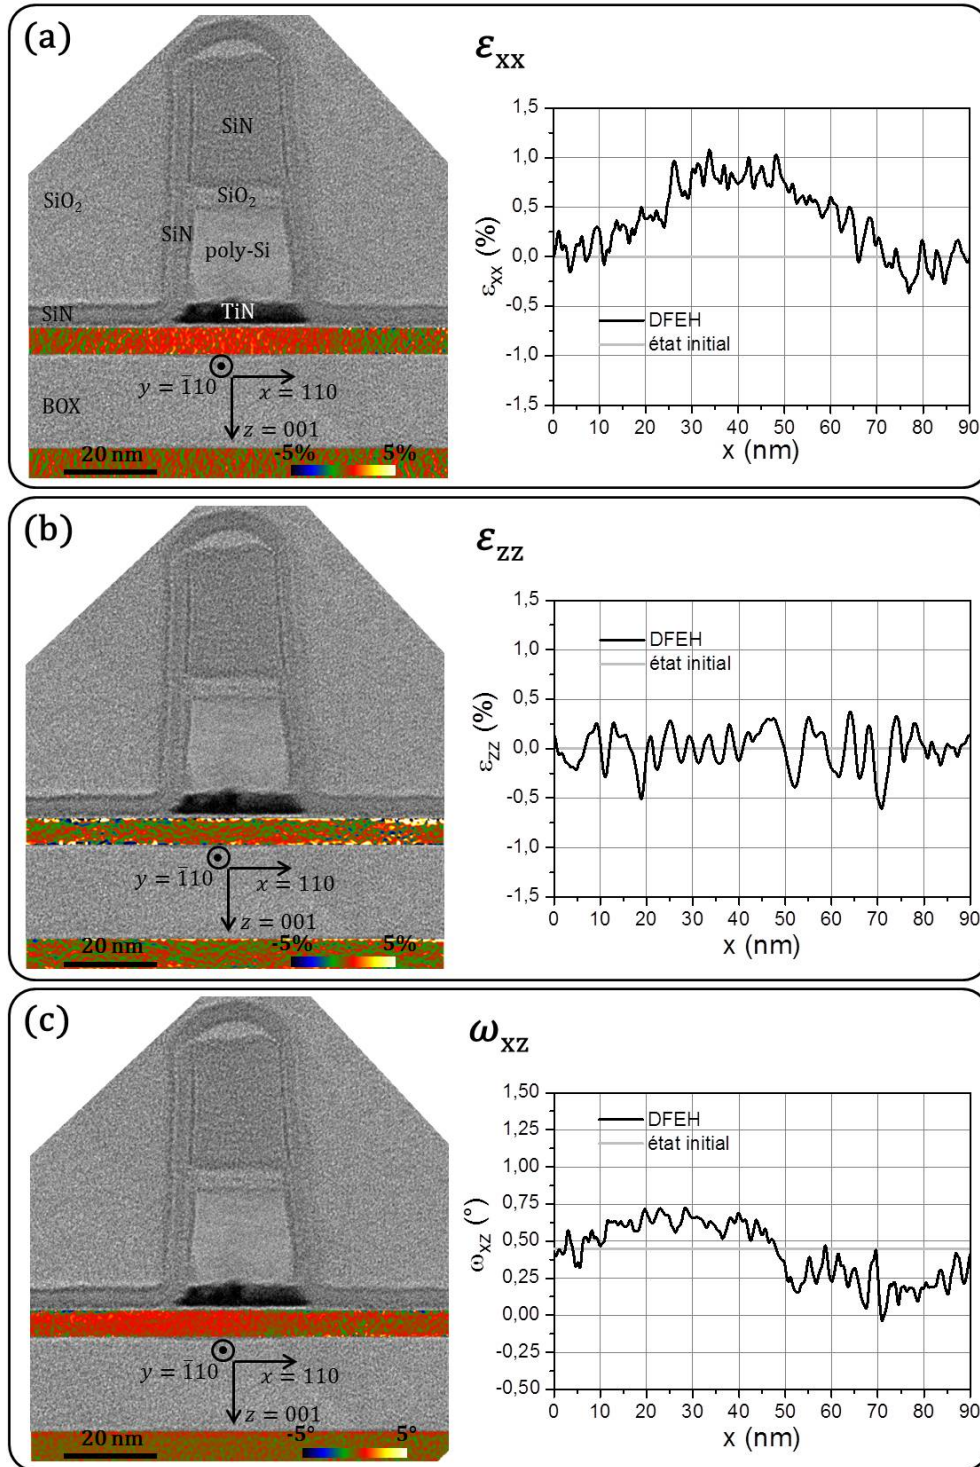 (a)
SiN
SiO₂
SiO₂
SiN
poly-Si
SiN
TiN
y = 1̅10
x = 110
BOX
z = 001
20 nm
-5%
5%
εxx
1,5
1,0
0,5
0,0
-0,5
-1,0
-1,5
εxx (%)
DFEH
état initial
0 10 20 30 40 50 60 70 80 90
x (nm)
(b)
y = 1̅10
x = 110
z = 001
20 nm
-5%
5%
εzz
1,5
1,0
0,5
0,0
-0,5
-1,0
-1,5
εzz (%)
DFEH
état initial
0 10 20 30 40 50 60 70 80 90
x (nm)
(c)
y = 1̅10
x = 110
z = 001
20 nm
-5°
5°
ωxz
1,50
1,25
1,00
0,75
0,50
0,25
0,00
-0,25
-0,50
ωxz (°)
DFEH
état initial
0 10 20 30 40 50 60 70 80 90
x (nm)